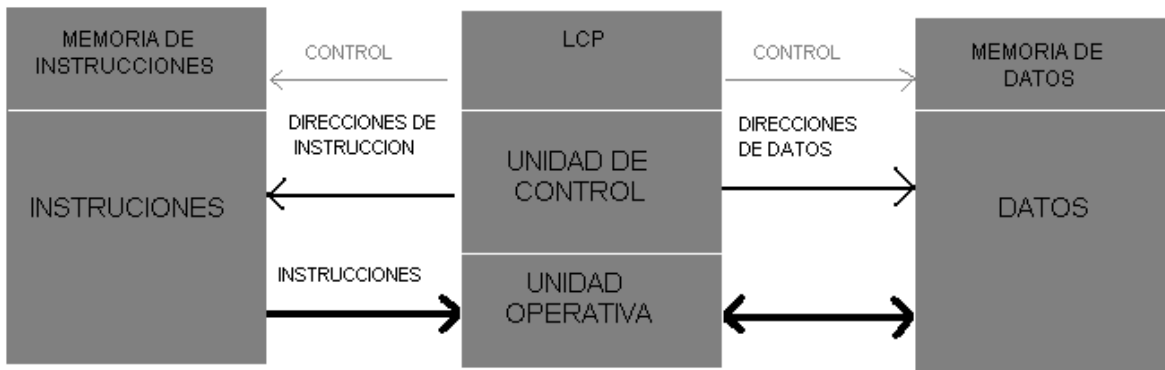 MEMORIA DE
INSTRUCCIONES
CONTROL
LCP
CONTROL
MEMORIA DE
DATOS
INSTRUCIONES
DIRECCIONES DE
INSTRUCCION
UNIDAD DE
CONTROL
DIRECCIONES
DE DATOS
DATOS
INSTRUCCIONES
UNIDAD
OPERATIVA